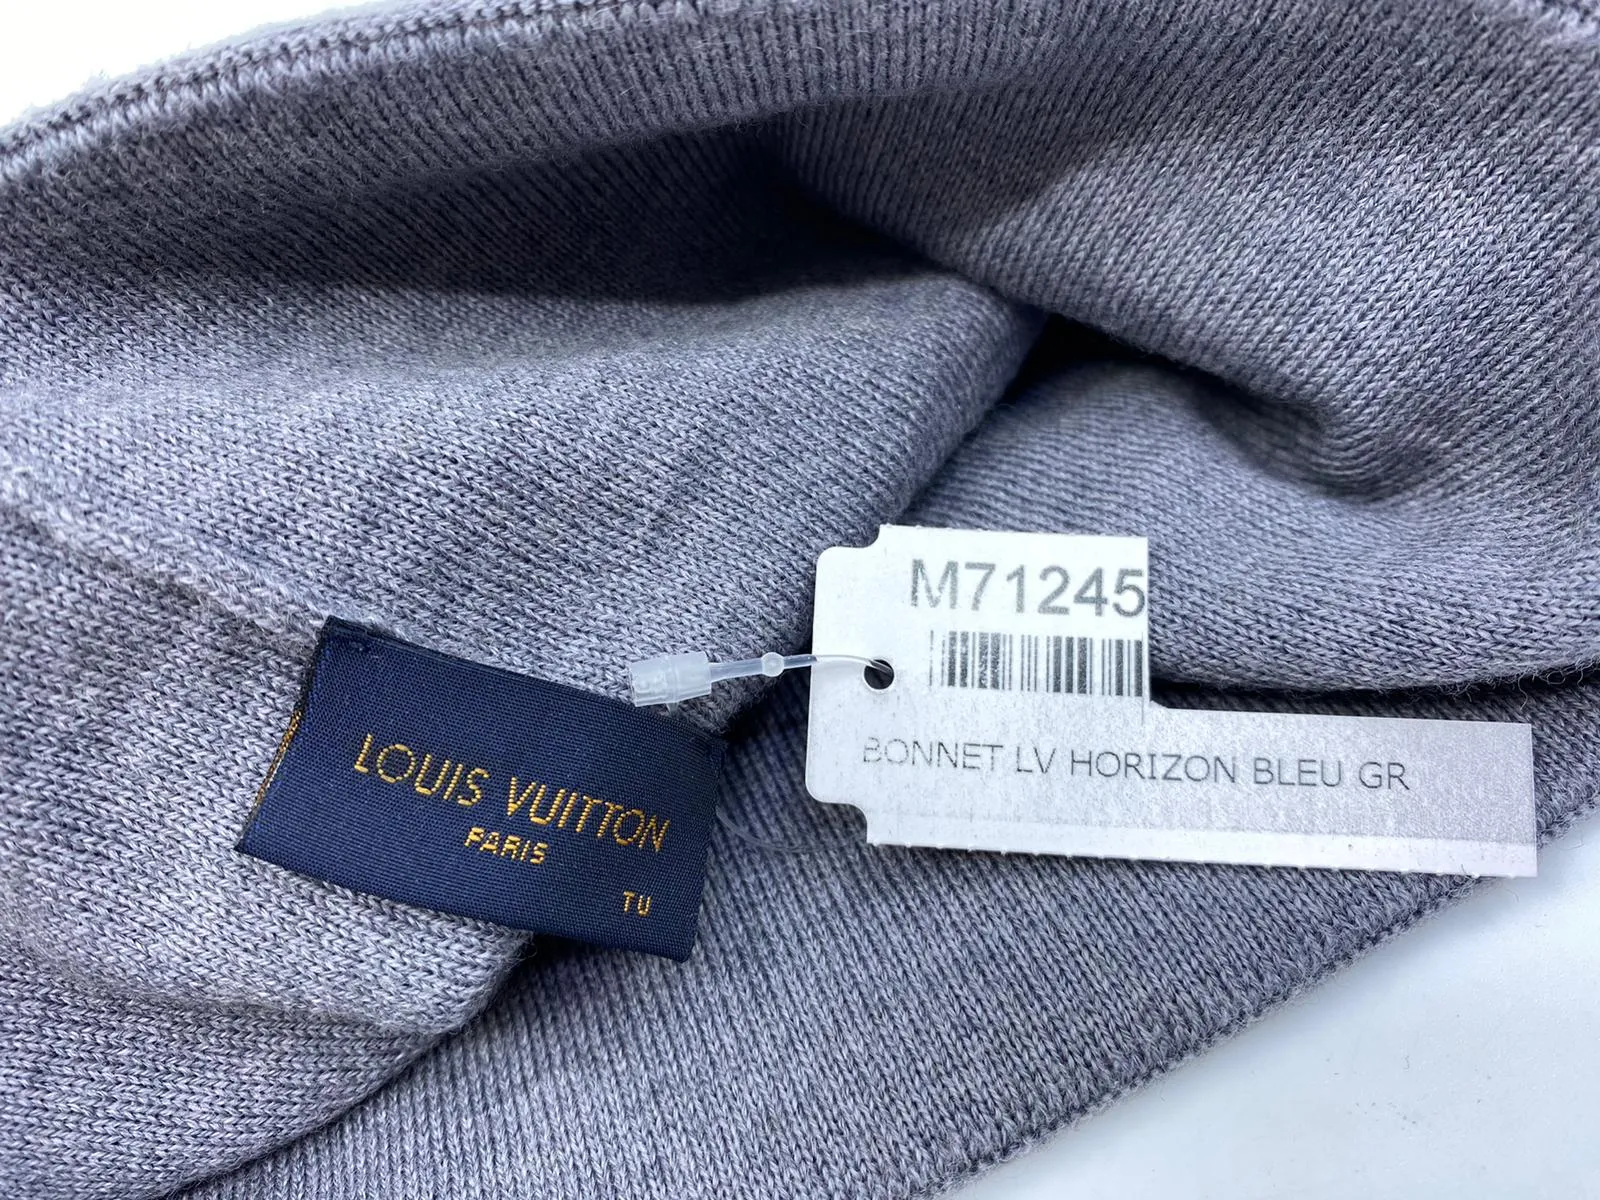 M71245
BONNET LV HORIZON BLEU GR
LOUIS VUITTON
PARIS
TU